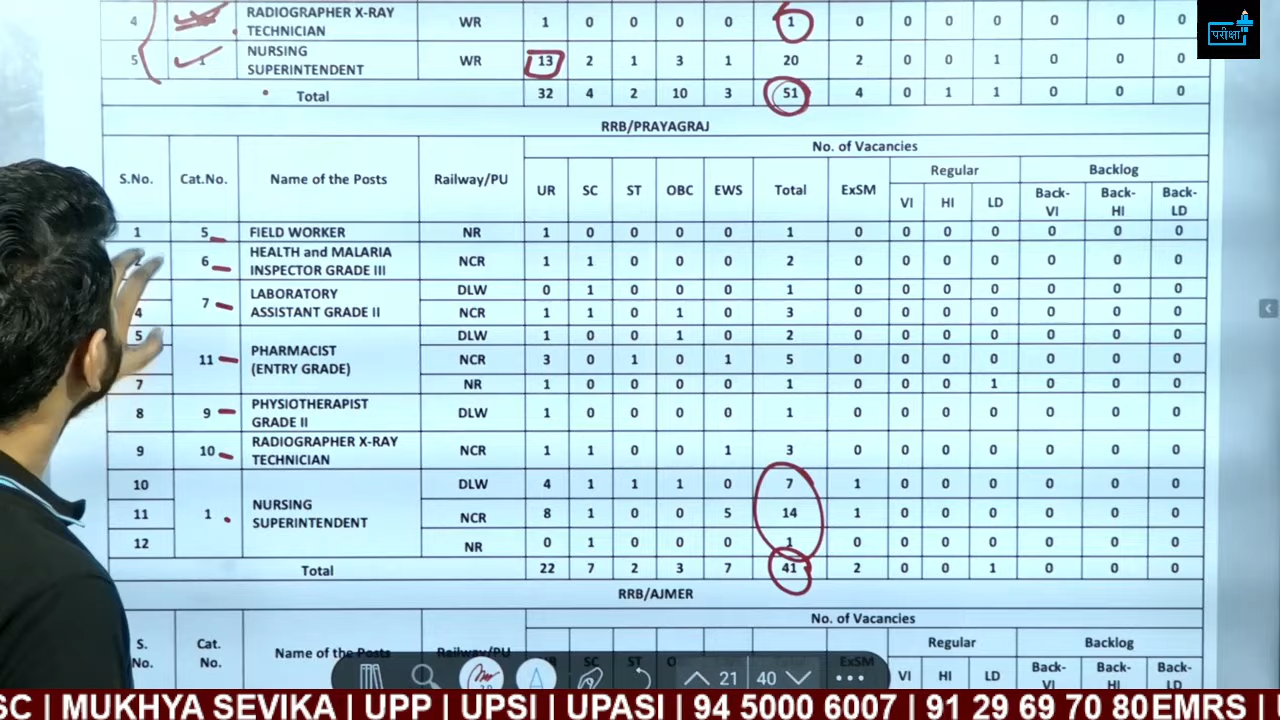 4 RADIOGRAPHER X-RAY TECHNICIAN WR 1 0 0 0 0 1 0 0 0 0 0 0 0
5 1 NURSING SUPERINTENDENT WR 13 2 1 3 1 20 2 0 0 1 0 0 0
Total 32 4 2 10 3 51 4 0 1 1 0 0 0
RRB/PRAYAGRAJ
No. of Vacancies
S.No. Cat.No. Name of the Posts Railway/PU UR SC ST OBC EWS Total ExSM Regular Backlog
VI HI LD Back-VI Back-HI Back-LD
1 5 FIELD WORKER NR 1 0 0 0 0 1 0 0 0 0 0 0 0
6 HEALTH and MALARIA INSPECTOR GRADE III NCR 1 1 0 0 0 2 0 0 0 0 0 0 0
7 LABORATORY ASSISTANT GRADE II DLW 0 1 0 0 0 1 0 0 0 0 0 0 0
4 NCR 1 1 0 1 0 3 0 0 0 0 0 0 0
5 11 PHARMACIST (ENTRY GRADE) DLW 1 0 0 1 0 2 0 0 0 0 0 0 0
NCR 3 0 1 0 1 5 0 0 0 0 0 0 0
7 NR 1 0 0 0 0 1 0 0 0 1 0 0 0
8 9 PHYSIOTHERAPIST GRADE II DLW 1 0 0 0 0 1 0 0 0 0 0 0 0
9 10 RADIOGRAPHER X-RAY TECHNICIAN NCR 1 1 0 0 1 3 0 0 0 0 0 0 0
10 DLW 4 1 1 1 0 7 1 0 0 0 0 0 0
11 1 NURSING SUPERINTENDENT NCR 8 1 0 0 5 14 1 0 0 0 0 0 0
12 NR 0 1 0 0 0 1 0 0 0 0 0 0 0
Total 22 7 2 3 7 41 2 0 0 1 0 0 0
RRB/AJMER
No. of Vacancies
S. No. Cat. No. Name of the Posts Railway/PU SC ST Total ExSM Regular Backlog
VI HI LD Back-VI Back-HI Back-LD
21 40
परीक्षा
SC | MUKHYA SEVIKA | UPP | UPSI | UPASI | 94 5000 6007 | 91 29 69 70 80 EMRS |